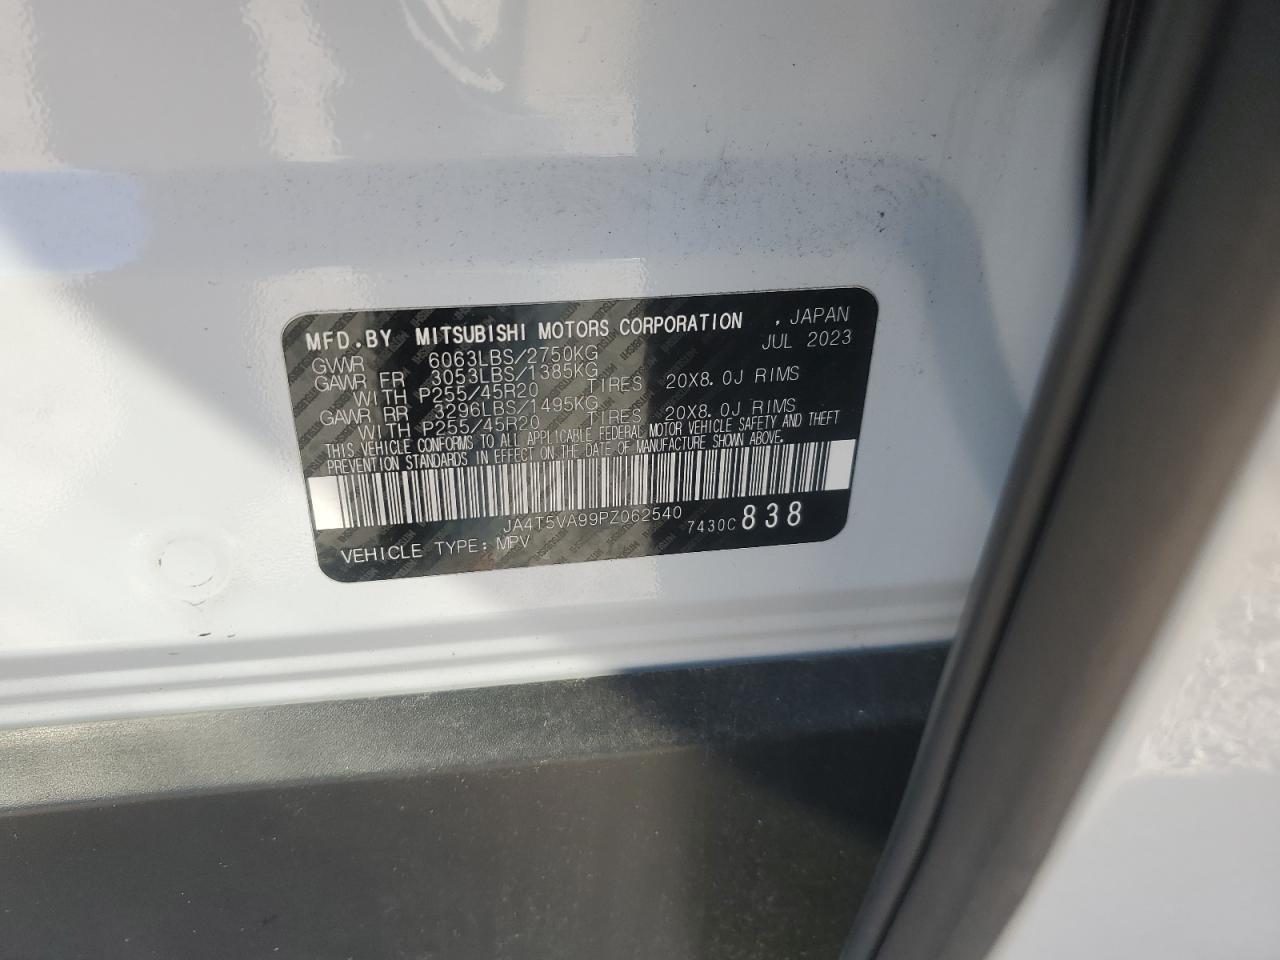 MFD.BY MITSUBISHI MOTORS CORPORATION , JAPAN
GVWR 6063LBS/2750KG JUL 2023
GAWR FR 3053LBS/1385KG
WITH P255/45R20 TIRES 20X8.0J RIMS
GAWR RR 3296LBS/1495KG
WITH P255/45R20 TIRES 20X8.0J RIMS
THIS VEHICLE CONFORMS TO ALL APPLICABLE FEDERAL MOTOR VEHICLE SAFETY AND THEFT
PREVENTION STANDARDS IN EFFECT ON THE DATE OF MANUFACTURE SHOWN ABOVE.
JA4T5VA99PZ062540 7430C 838
VEHICLE TYPE: MPV